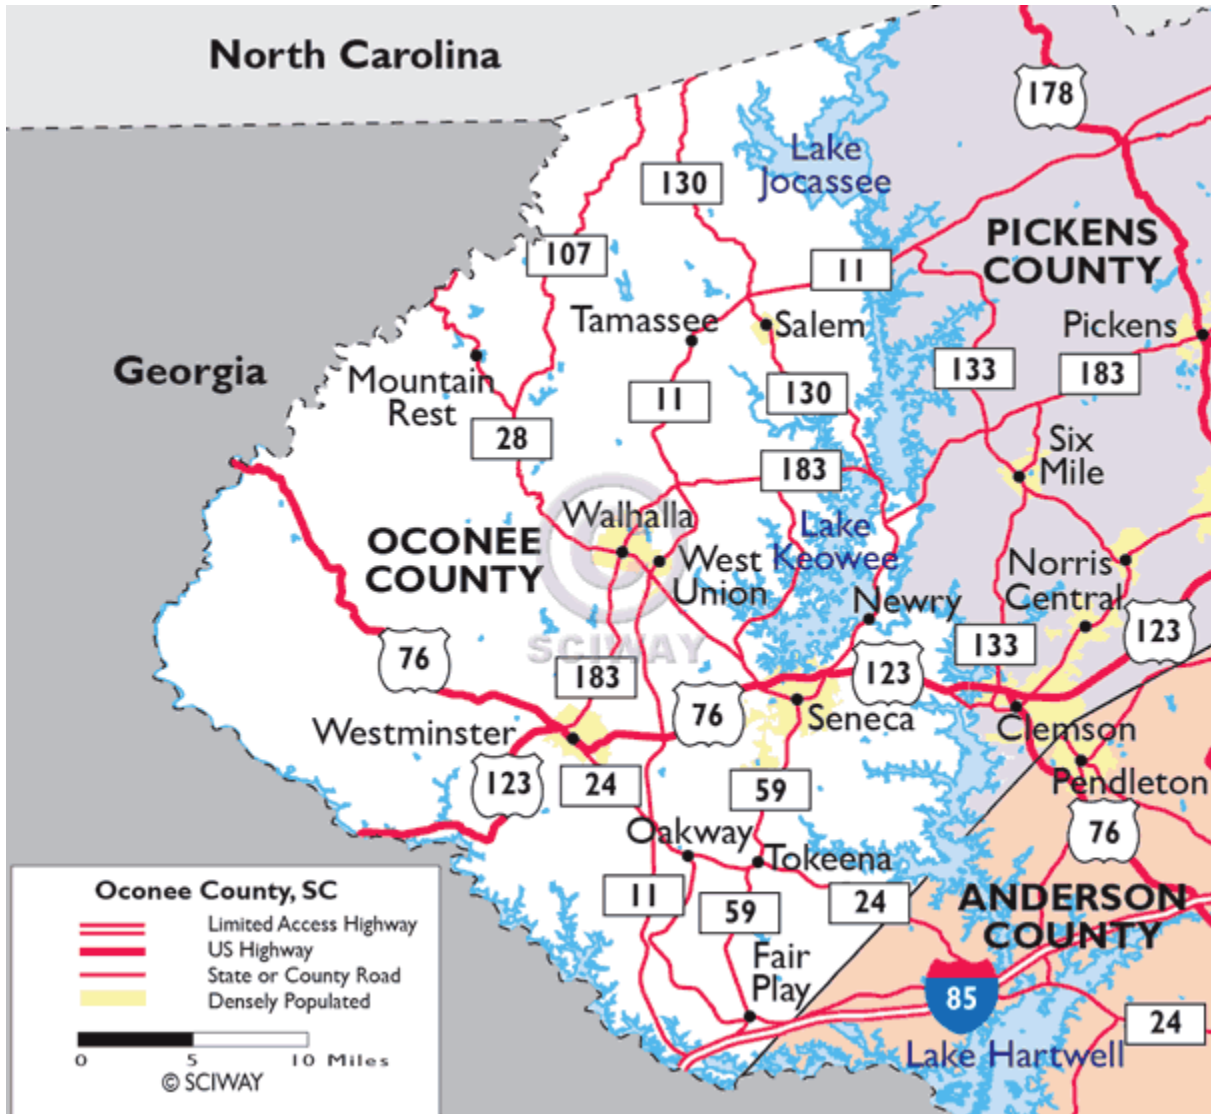 North Carolina
178
Lake
Jocassee
130
107
PICKENS
COUNTY
11
Tamassee
Salem
Pickens
Georgia
Mountain
Rest
133
183
11
130
28
Six
Mile
183
Walhalla
Lake
Keowee
OCONEE
COUNTY
West
Union
Norris
Central
Newry
SCIWAY
133
123
76
183
123
76
Seneca
Clemson
Westminster
123
24
59
Pendleton
76
Oakway
Tokeena
11
59
24
ANDERSON
COUNTY
Fair
Play
85
24
Lake Hartwell
Oconee County, SC
Limited Access Highway
US Highway
State or County Road
Densely Populated
0 5 10 Miles
© SCIWAY